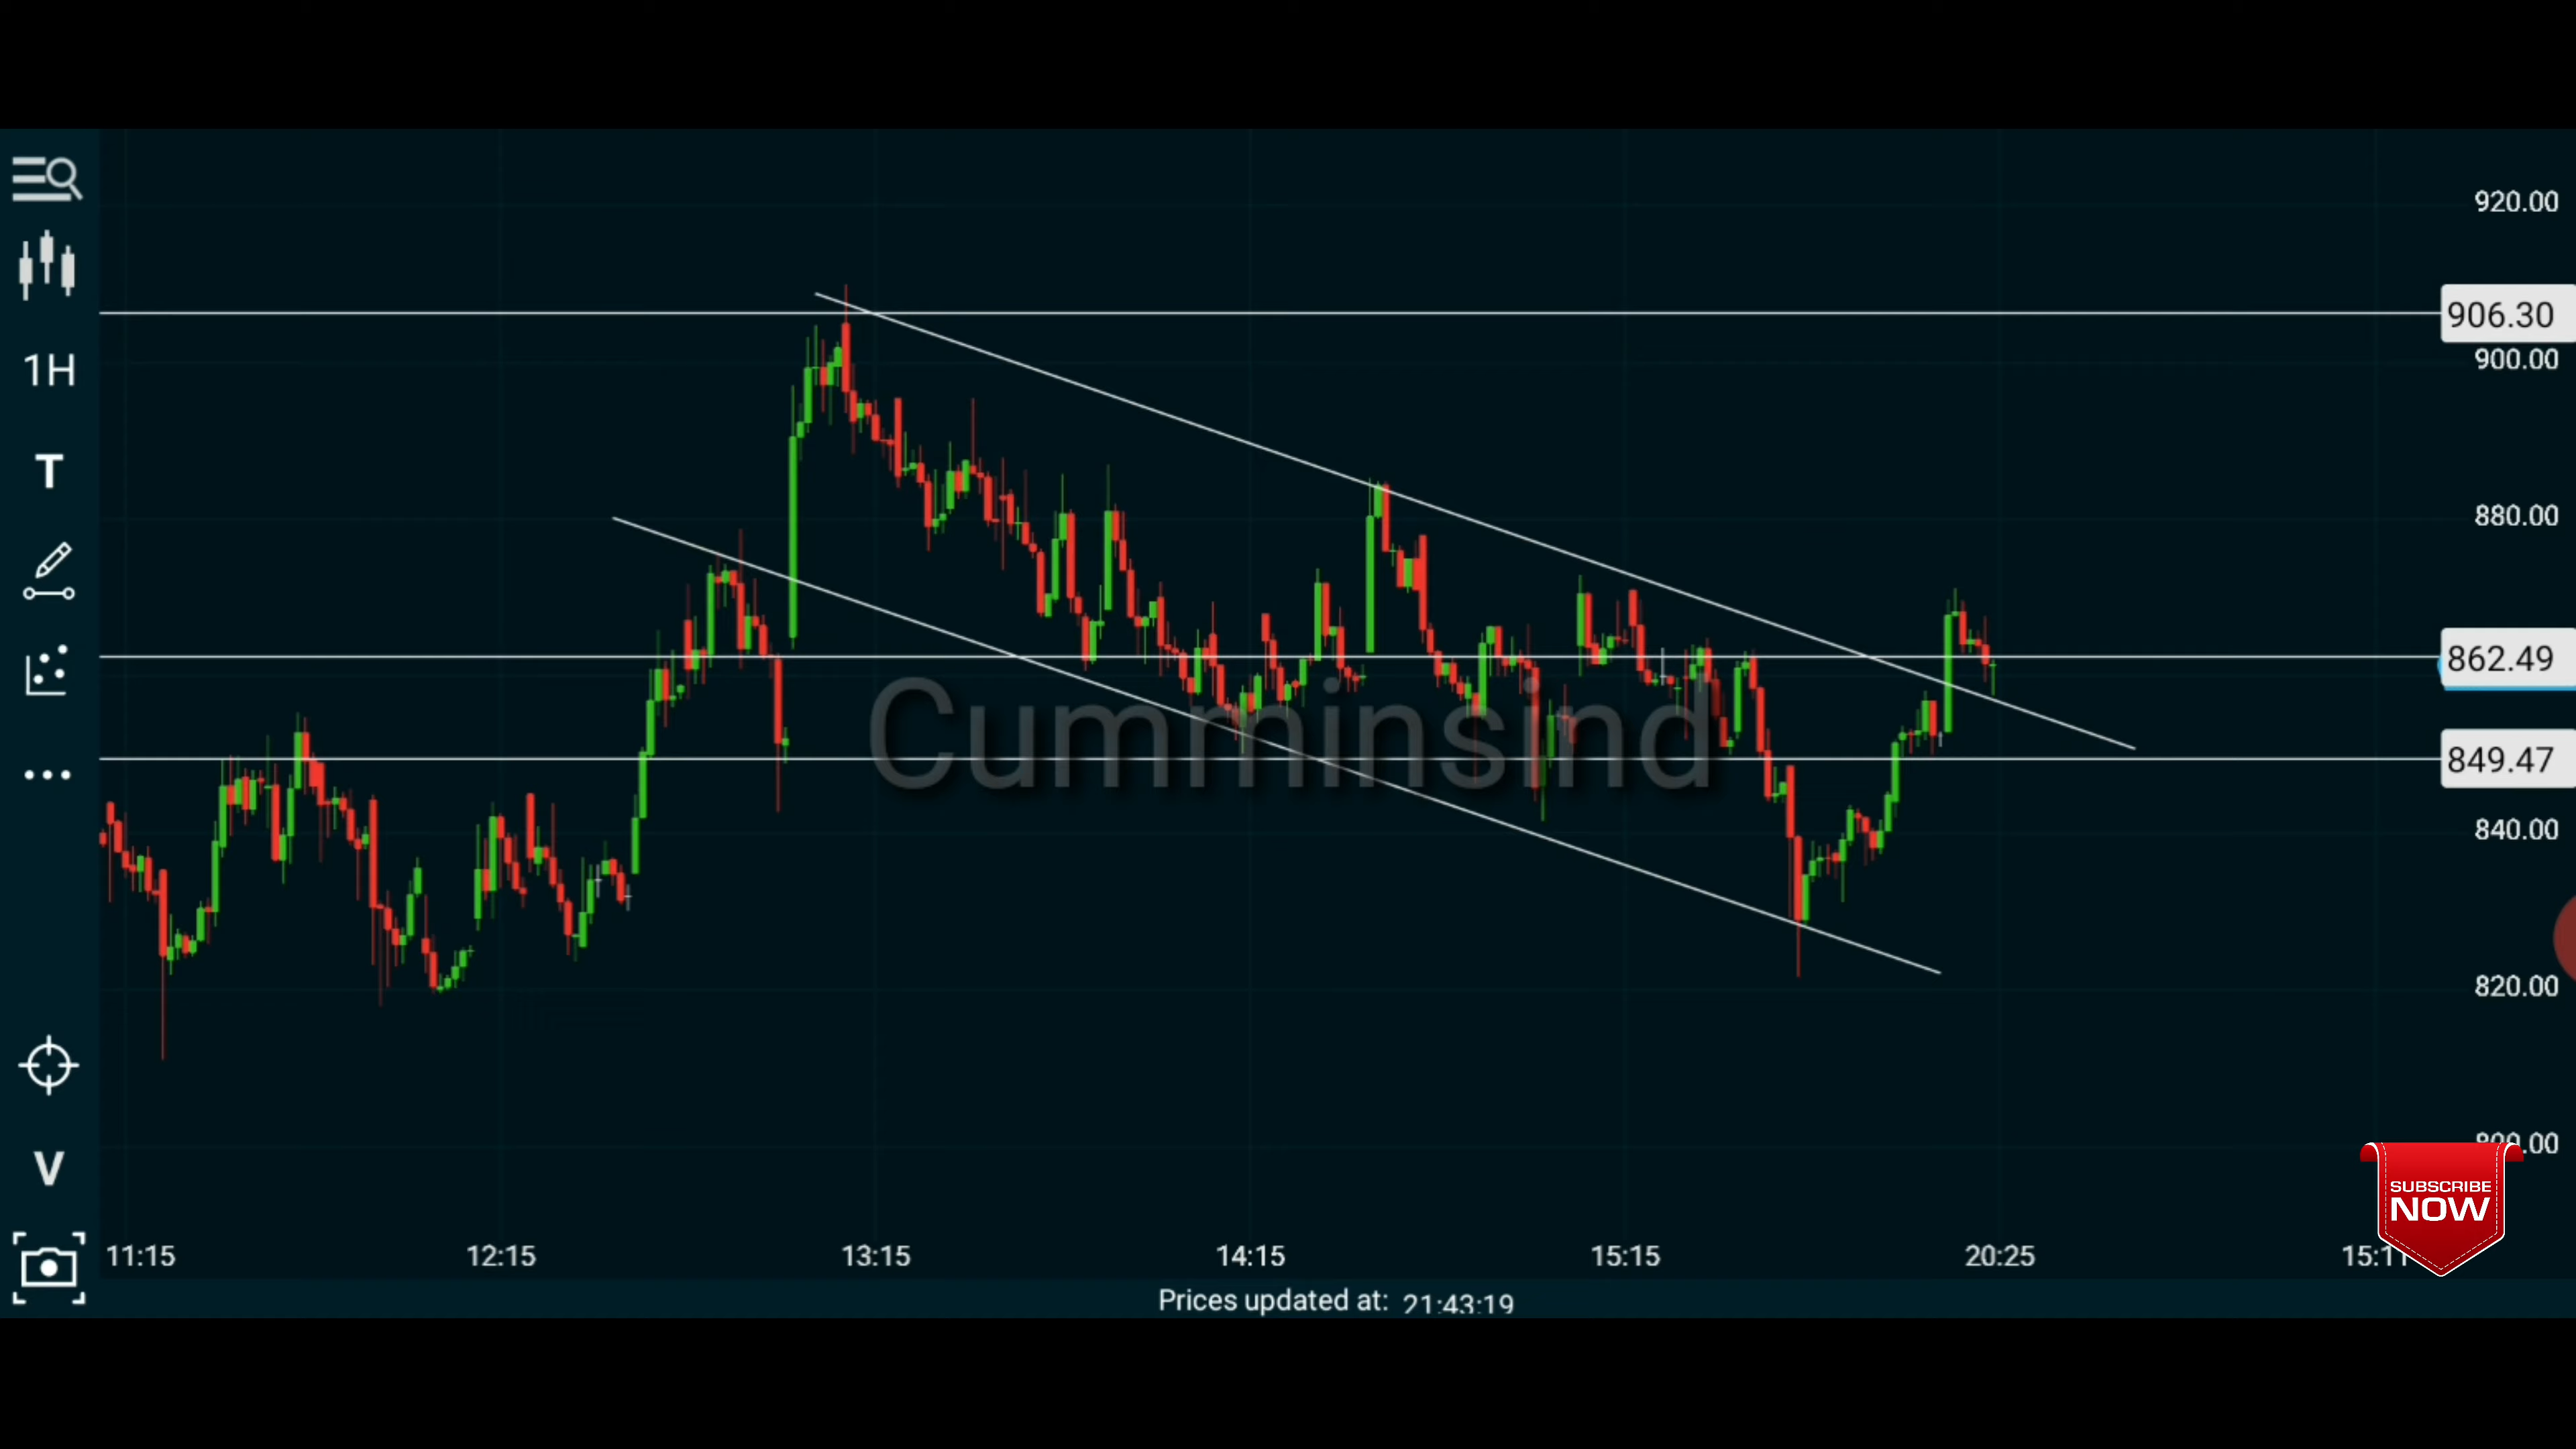 920.00
906.30
900.00
1H
T
880.00
862.49
Cumminsind
849.47
840.00
820.00
V
SUBSCRIBE
NOW
11:15
12:15
13:15
14:15
15:15
20:25
Prices updated at: 21:43:19